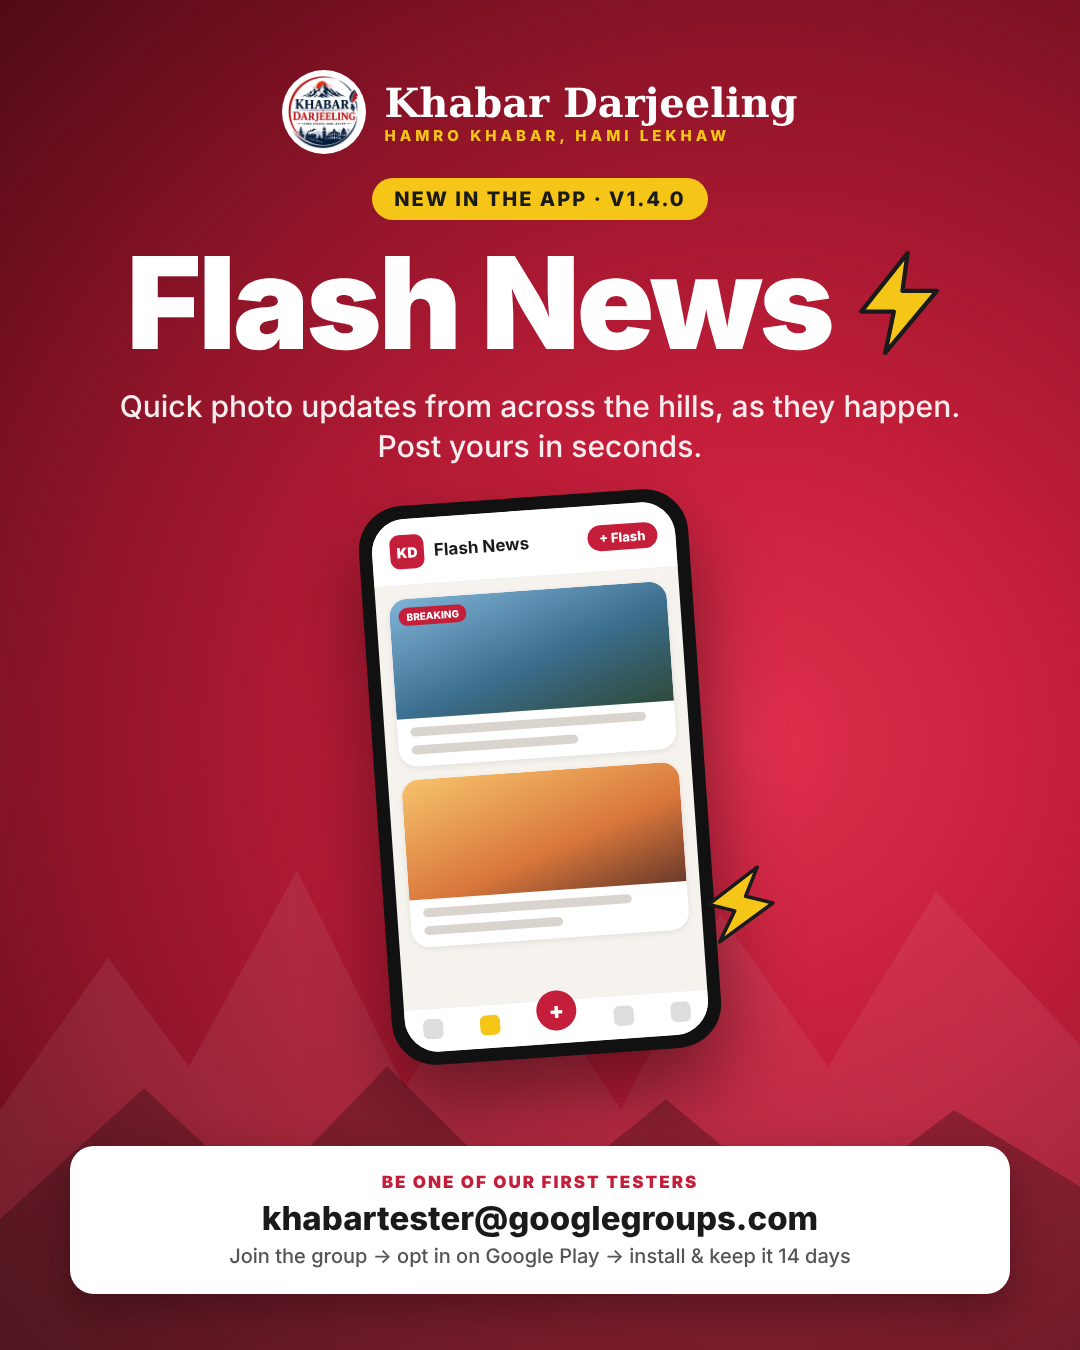 KHABAR
DARJEELING
Khabar Darjeeling
HAMRO KHABAR, HAMI LEKHAW
NEW IN THE APP · V1.4.0
Flash News
Quick photo updates from across the hills, as they happen.
Post yours in seconds.
KD Flash News + Flash
BREAKING
+
BE ONE OF OUR FIRST TESTERS
khabartester@googlegroups.com
Join the group → opt in on Google Play → install & keep it 14 days